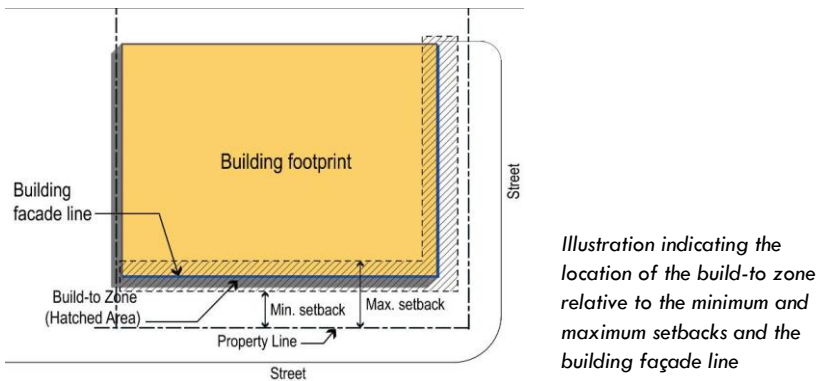 Building footprint
Street
Building
facade line
Build-to Zone
(Hatched Area)
Min. setback
Max. setback
Property Line
Street
Illustration indicating the
location of the build-to zone
relative to the minimum and
maximum setbacks and the
building façade line